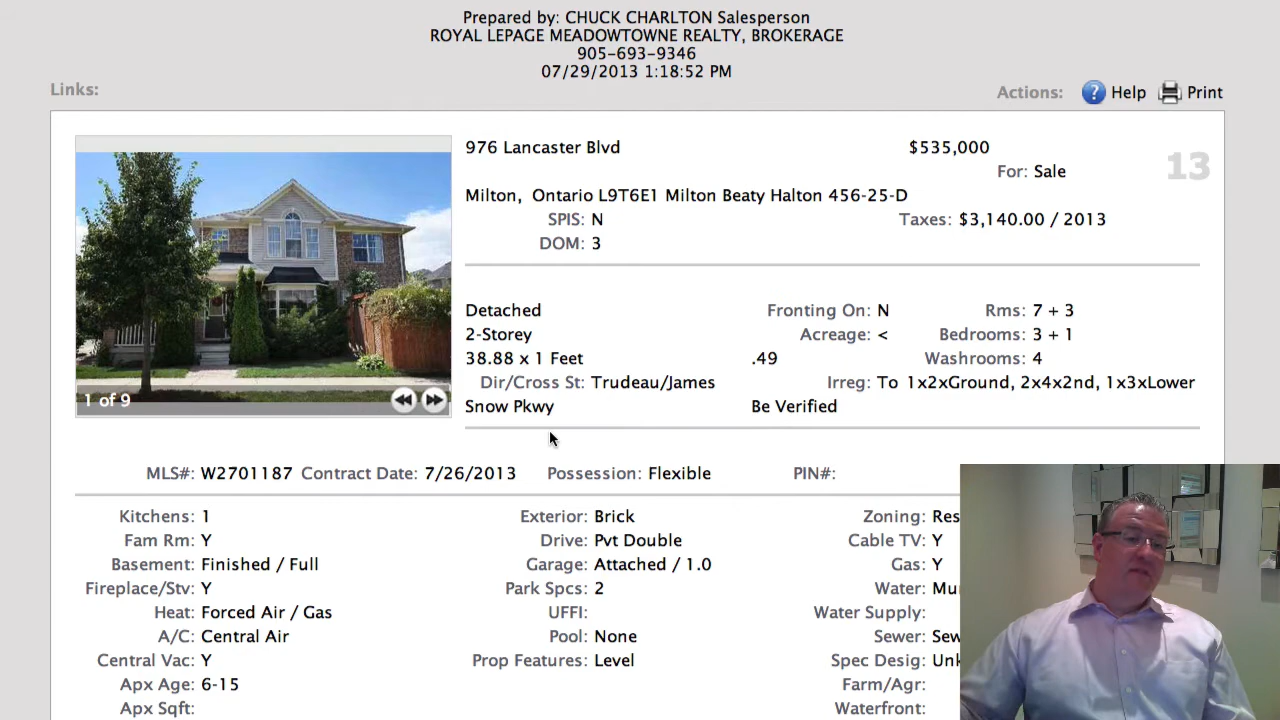 Prepared by: CHUCK CHARLTON Salesperson
ROYAL LEPAGE MEADOWTOWNE REALTY, BROKERAGE
905-693-9346
07/29/2013 1:18:52 PM
Links:
Actions: ? Help Print
976 Lancaster Blvd $535,000
For: Sale
13
Milton, Ontario L9T6E1 Milton Beaty Halton 456-25-D
SPIS: N Taxes: $3,140.00 / 2013
DOM: 3
Detached Fronting On: N Rms: 7 + 3
2-Storey Acreage: < Bedrooms: 3 + 1
38.88 x 1 Feet .49 Washrooms: 4
Dir/Cross St: Trudeau/James Irreg: To 1x2xGround, 2x4x2nd, 1x3xLower
Snow Pkwy Be Verified
1 of 9
MLS#: W2701187 Contract Date: 7/26/2013 Possession: Flexible PIN#:
Kitchens: 1 Exterior: Brick Zoning: Res
Fam Rm: Y Drive: Pvt Double Cable TV: Y
Basement: Finished / Full Garage: Attached / 1.0 Gas: Y
Fireplace/Stv: Y Park Spcs: 2 Water: Mu
Heat: Forced Air / Gas UFFI: Water Supply:
A/C: Central Air Pool: None Sewer: Sew
Central Vac: Y Prop Features: Level Spec Desig: Unk
Apx Age: 6-15 Farm/Agr:
Apx Sqft: Waterfront: